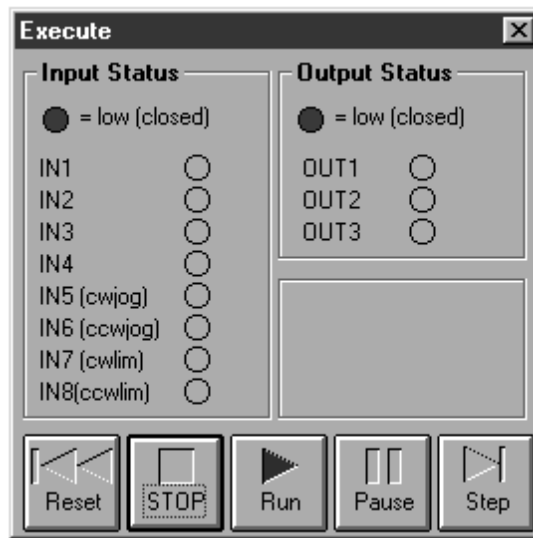 Execute
Input Status
= low (closed)
IN1
IN2
IN3
IN4
IN5 (cwjog)
IN6 (ccwjog)
IN7 (cwlim)
IN8(ccwlim)
Output Status
= low (closed)
OUT1
OUT2
OUT3
Reset
STOP
Run
Pause
Step